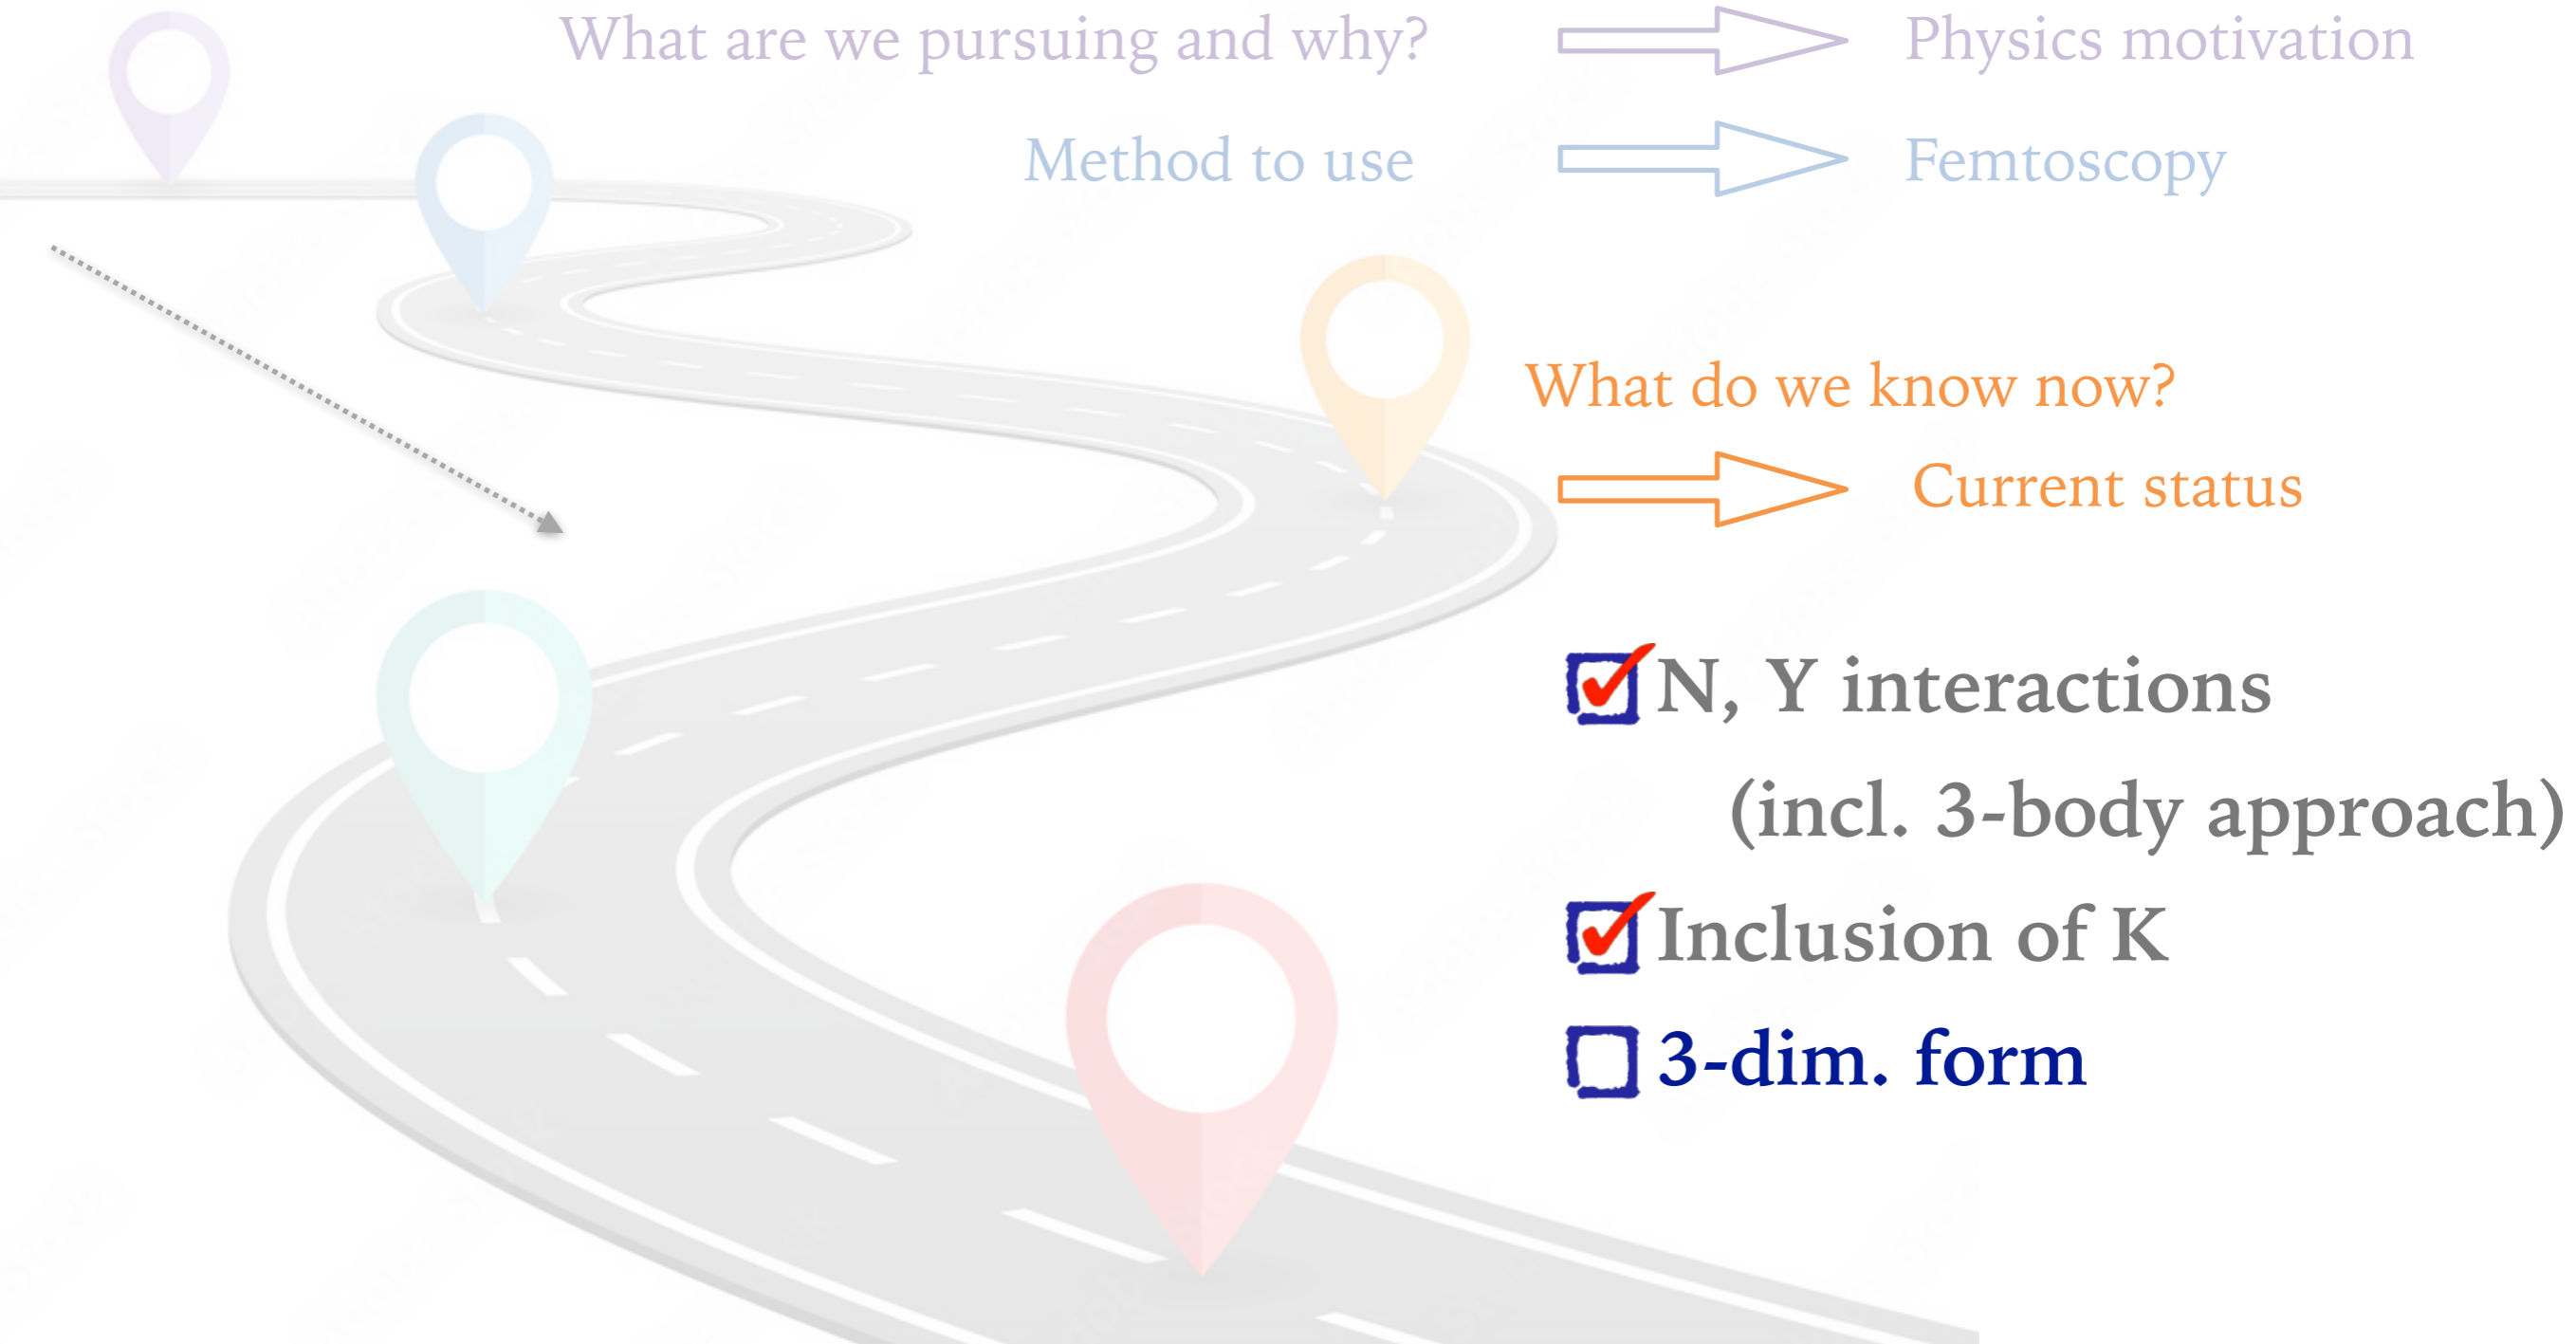 What are we pursuing and why? Physics motivation
Method to use Femtoscopy
What do we know now?
Current status
N, Y interactions
(incl. 3-body approach)
Inclusion of K
3-dim. form